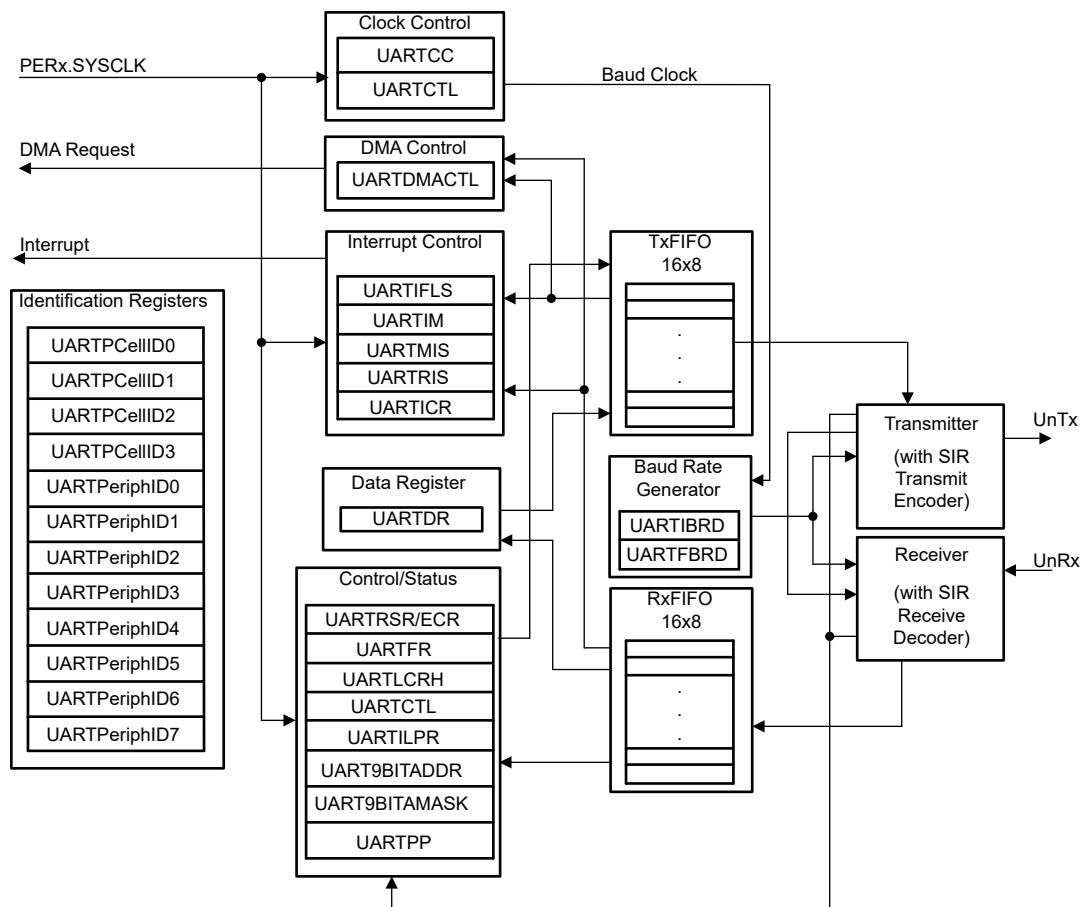 Clock Control
UARTCC
UARTCTL
PERx.SYSCLK
Baud Clock
DMA Control
UARTDMACTL
DMA Request
Interrupt Control
UARTIFLS
UARTIM
UARTMIS
UARTRIS
UARTICR
Interrupt
TxFIFO
16x8
.
.
.
Identification Registers
UARTPCellID0
UARTPCellID1
UARTPCellID2
UARTPCellID3
UARTPeriphID0
UARTPeriphID1
UARTPeriphID2
UARTPeriphID3
UARTPeriphID4
UARTPeriphID5
UARTPeriphID6
UARTPeriphID7
Data Register
UARTDR
Baud Rate
Generator
UARTIBRD
UARTFBRD
Transmitter
(with SIR
Transmit
Encoder)
UnTx
Receiver
(with SIR
Receive
Decoder)
UnRx
Control/Status
UARTRSR/ECR
UARTFR
UARTLCRH
UARTCTL
UARTILPR
UART9BITADDR
UART9BITAMASK
UARTPP
RxFIFO
16x8
.
.
.